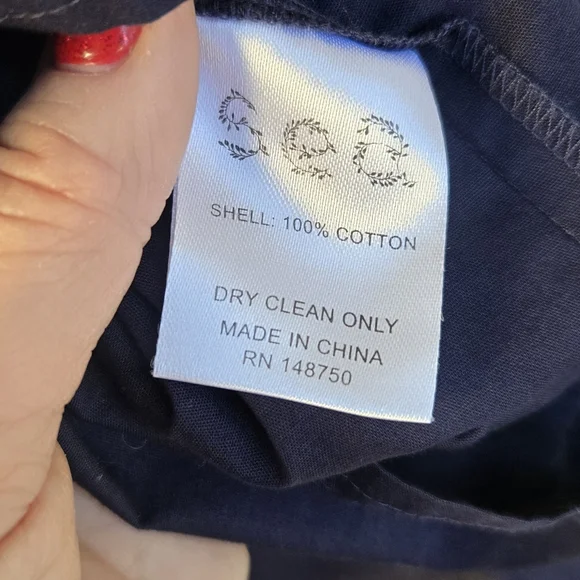 Sea
SHELL: 100% COTTON
DRY CLEAN ONLY
MADE IN CHINA
RN 148750